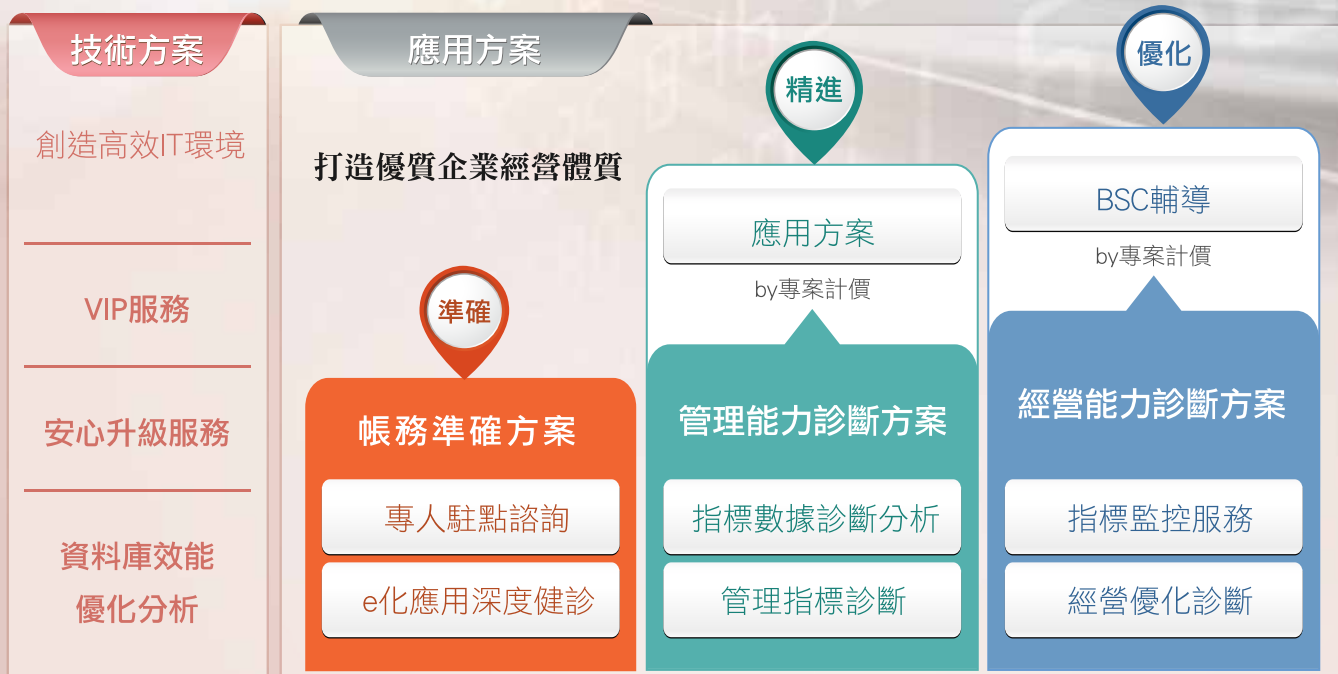 技術方案
創造高效IT環境
VIP服務
安心升級服務
資料庫效能
優化分析
應用方案
打造優質企業經營體質
準確
帳務準確方案
專人駐點諮詢
e化應用深度健診
精進
應用方案
by專案計價
管理能力診斷方案
指標數據診斷分析
管理指標診斷
優化
BSC輔導
by專案計價
經營能力診斷方案
指標監控服務
經營優化診斷